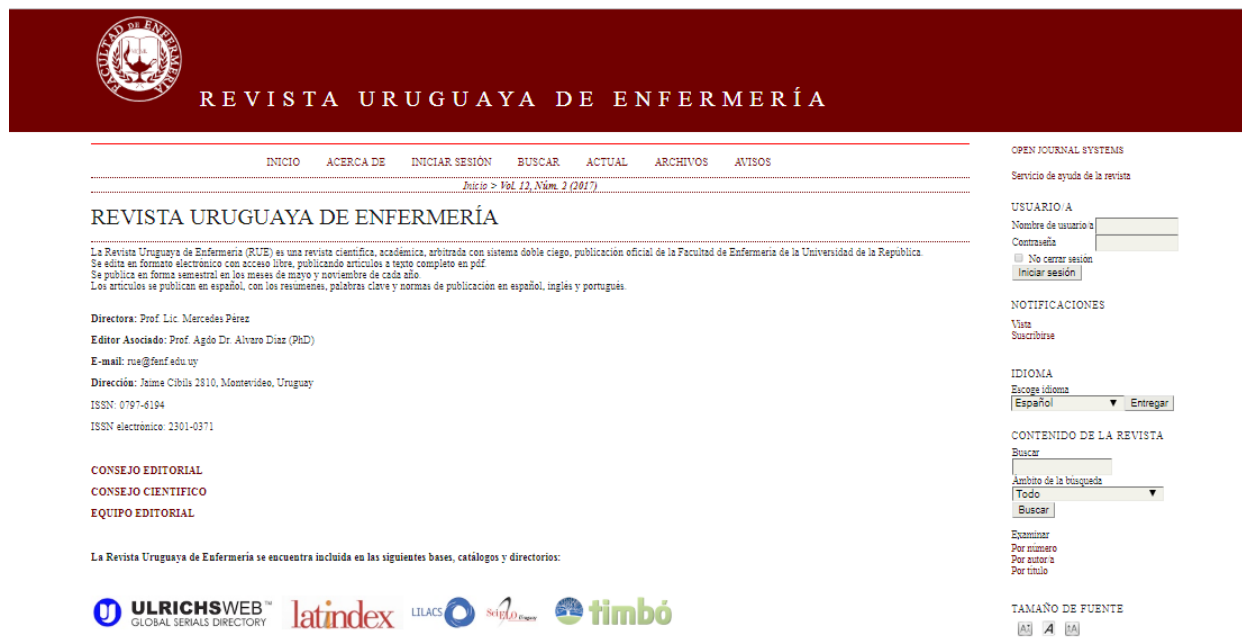 FACULTAD DE ENFERMERÍA
REVISTA URUGUAYA DE ENFERMERÍA
INICIO ACERCA DE INICIAR SESIÓN BUSCAR ACTUAL ARCHIVOS AVISOS
Inicio > Vol. 12, Núm. 2 (2017)
REVISTA URUGUAYA DE ENFERMERÍA
La Revista Uruguaya de Enfermería (RUE) es una revista científica, académica, arbitrada con sistema doble ciego, publicación oficial de la Facultad de Enfermería de la Universidad de la República.
Se edita en formato electrónico con acceso libre, publicando artículos a texto completo en pdf.
Se publica en forma semestral en los meses de mayo y noviembre de cada año.
Los artículos se publican en español, con los resúmenes, palabras clave y normas de publicación en español, inglés y portugués.
Directora: Prof. Lic. Mercedes Pérez
Editor Asociado: Prof. Agdo Dr. Alvaro Díaz (PhD)
E-mail: rue@fenf.edu.uy
Dirección: Jaime Cibils 2810, Montevideo, Uruguay
ISSN: 0797-6194
ISSN electrónico: 2301-0371
CONSEJO EDITORIAL
CONSEJO CIENTIFICO
EQUIPO EDITORIAL
La Revista Uruguaya de Enfermería se encuentra incluida en las siguientes bases, catálogos y directorios:
ULRICHSWEB™
GLOBAL SERIALS DIRECTORY
latindex
LILACS
SciELO Uruguay
timbó
OPEN JOURNAL SYSTEMS
Servicio de ayuda de la revista
USUARIO/A
Nombre de usuario/a
Contraseña
No cerrar sesión
Iniciar sesión
NOTIFICACIONES
Vista
Suscribirse
IDIOMA
Escoge idioma
Español Entregar
CONTENIDO DE LA REVISTA
Buscar
Ámbito de la búsqueda
Todo
Buscar
Examinar
Por número
Por autor/a
Por título
TAMAÑO DE FUENTE